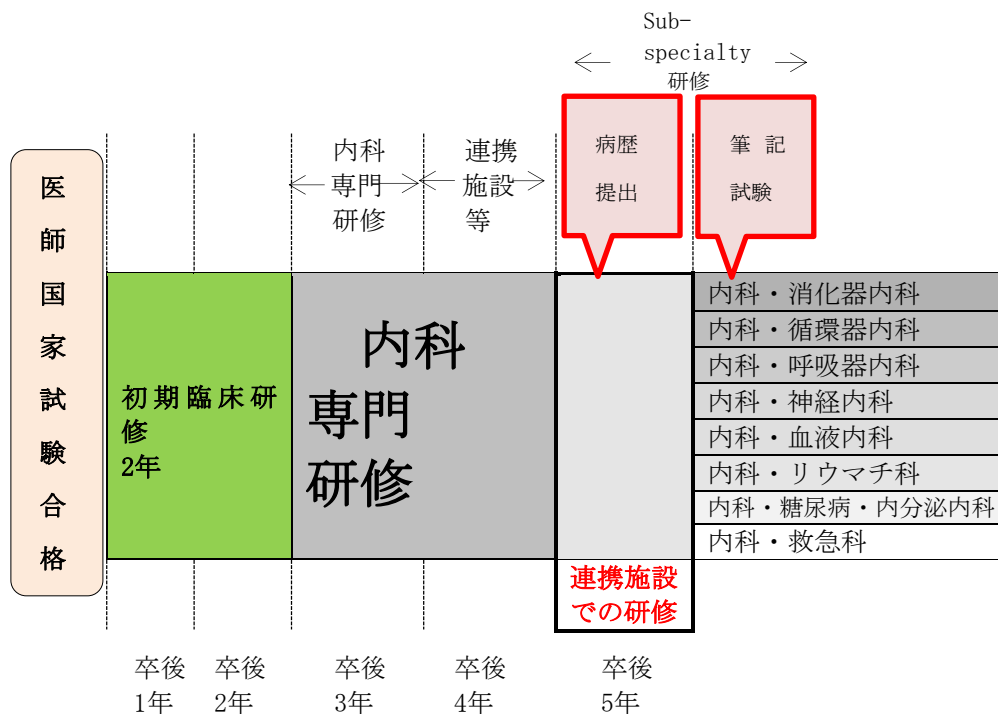 Sub-
specialty
研修
病歴
提出
筆 記
試験
内科
専門
研修
連携
施設
等
医
師
国
家
試
験
合
格
初期臨床研
修
2年
内科
専門
研修
内科・消化器内科
内科・循環器内科
内科・呼吸器内科
内科・神経内科
内科・血液内科
内科・リウマチ科
内科・糖尿病・内分泌内科
内科・救急科
連携施設
での研修
卒後
1年
卒後
2年
卒後
3年
卒後
4年
卒後
5年